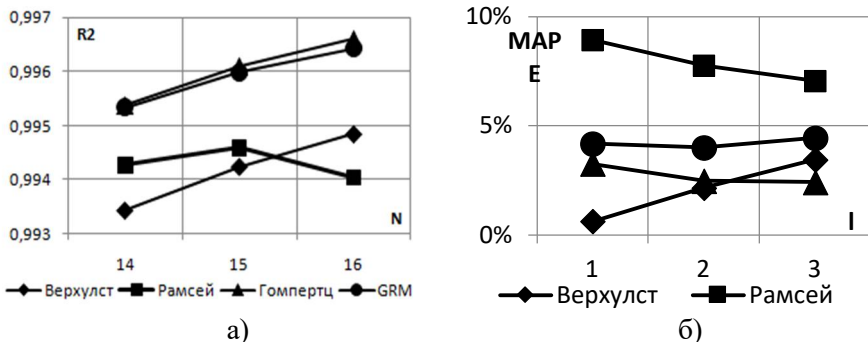 0,997
R2
0,996
0,995
0,994
N
0,993
14 15 16
Верхулст Рамсей Гомпертц GRM
а)
10%
MAP
E
5%
I
0%
1 2 3
Верхулст Рамсей
б)